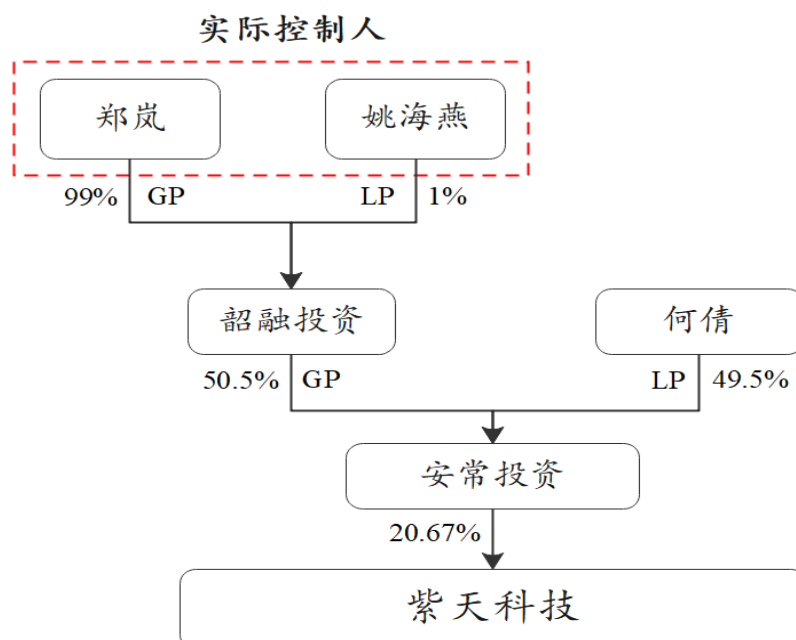 实际控制人
郑岚 姚海燕
99% GP LP 1%
韶融投资 何倩
50.5% GP LP 49.5%
安常投资
20.67%
紫天科技